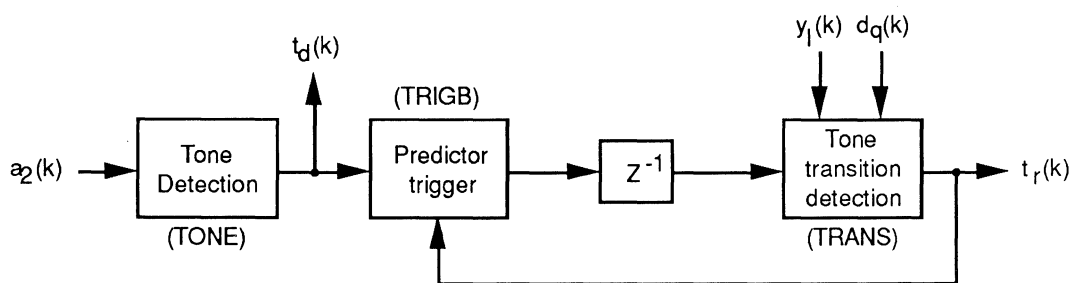 y_l(k) d_q(k)
t_d(k)
(TRIGB)
a_2(k)
Tone
Detection
(TONE)
Predictor
trigger
Z^-1
Tone
transition
detection
(TRANS)
t_r(k)